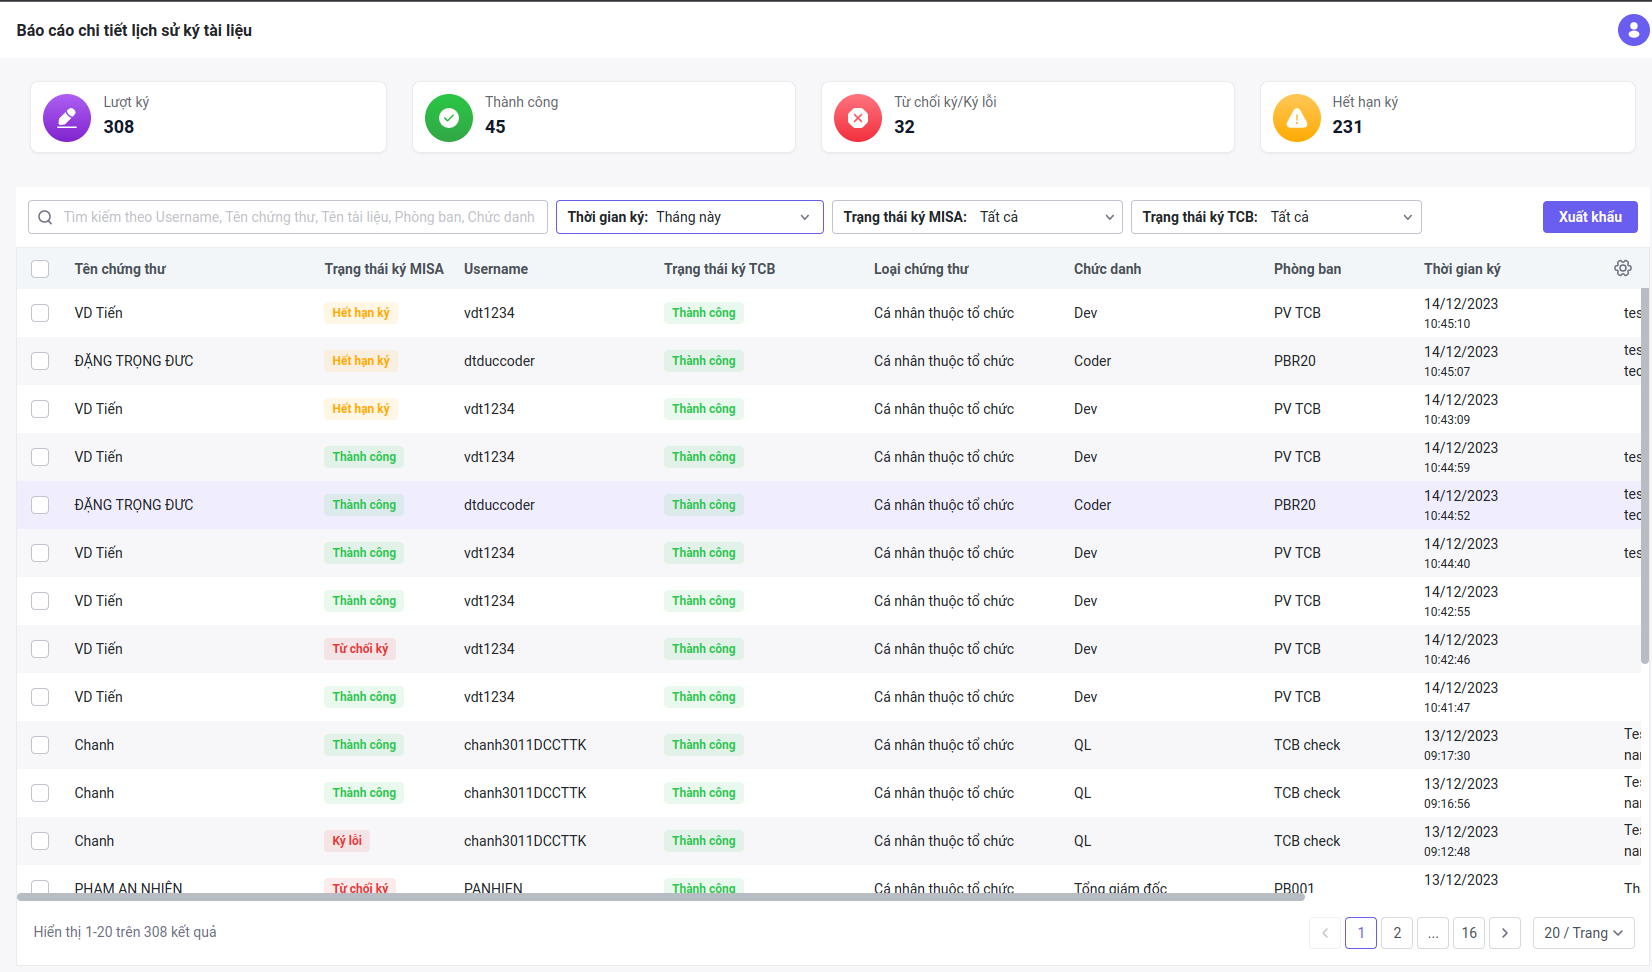 Báo cáo chi tiết lịch sử ký tài liệu
Lượt ký
308
Thành công
45
Từ chối ký/Ký lỗi
32
Hết hạn ký
231
Tìm kiếm theo Username, Tên chứng thư, Tên tài liệu, Phòng ban, Chức danh
Thời gian ký: Tháng này
Trạng thái ký MISA: Tất cả
Trạng thái ký TCB: Tất cả
Xuất khẩu
Tên chứng thư Trạng thái ký MISA Username Trạng thái ký TCB Loại chứng thư Chức danh Phòng ban Thời gian ký
VD Tiến Hết hạn ký vdt1234 Thành công Cá nhân thuộc tổ chức Dev PV TCB 14/12/2023 tes
10:45:10
ĐẶNG TRỌNG ĐƯC Hết hạn ký dtduccoder Thành công Cá nhân thuộc tổ chức Coder PBR20 14/12/2023 tes
10:45:07 tec
VD Tiến Hết hạn ký vdt1234 Thành công Cá nhân thuộc tổ chức Dev PV TCB 14/12/2023
10:43:09
VD Tiến Thành công vdt1234 Thành công Cá nhân thuộc tổ chức Dev PV TCB 14/12/2023 tes
10:44:59
ĐẶNG TRỌNG ĐƯC Thành công dtduccoder Thành công Cá nhân thuộc tổ chức Coder PBR20 14/12/2023 tes
10:44:52 tec
VD Tiến Thành công vdt1234 Thành công Cá nhân thuộc tổ chức Dev PV TCB 14/12/2023 tes
10:44:40
VD Tiến Thành công vdt1234 Thành công Cá nhân thuộc tổ chức Dev PV TCB 14/12/2023
10:42:55
VD Tiến Từ chối ký vdt1234 Thành công Cá nhân thuộc tổ chức Dev PV TCB 14/12/2023
10:42:46
VD Tiến Thành công vdt1234 Thành công Cá nhân thuộc tổ chức Dev PV TCB 14/12/2023
10:41:47
Chanh Thành công chanh3011DCCTTK Thành công Cá nhân thuộc tổ chức QL TCB check 13/12/2023 Tes
09:17:30 nar
Chanh Thành công chanh3011DCCTTK Thành công Cá nhân thuộc tổ chức QL TCB check 13/12/2023 Tes
09:16:56 nar
Chanh Ký lỗi chanh3011DCCTTK Thành công Cá nhân thuộc tổ chức QL TCB check 13/12/2023 Tes
09:12:48 nar
PHẠM AN NHIÊN Từ chối ký PANHIEN Thành công Cá nhân thuộc tổ chức Tổng giám đốc PB001 13/12/2023 Th
Hiển thị 1-20 trên 308 kết quả
1 2 ... 16 20 / Trang